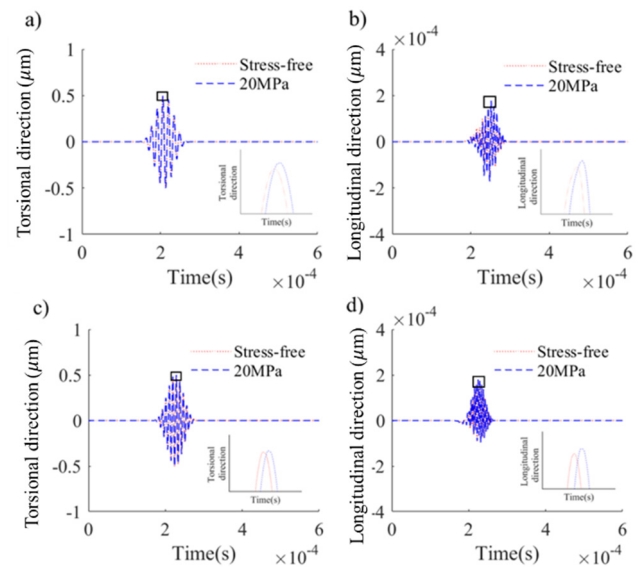 a)
Torsional direction (μm)
1
0.5
0
-0.5
-1
Stress-free
20MPa
Torsional
direction
Time(s)
0
2
4
6
Time(s)
×10⁻⁴
b)
×10⁻⁴
Longitudinal direction (μm)
4
2
0
-2
-4
Stress-free
20MPa
Longitudinal
direction
Time(s)
0
2
4
6
Time(s)
×10⁻⁴
c)
Torsional direction (μm)
1
0.5
0
-0.5
-1
Stress-free
20MPa
Torsional
direction
Time(s)
0
2
4
6
Time(s)
×10⁻⁴
d)
×10⁻⁴
Longitudinal direction (μm)
4
2
0
-2
-4
Stress-free
20MPa
Longitudinal
direction
Time(s)
0
2
4
6
Time(s)
×10⁻⁴